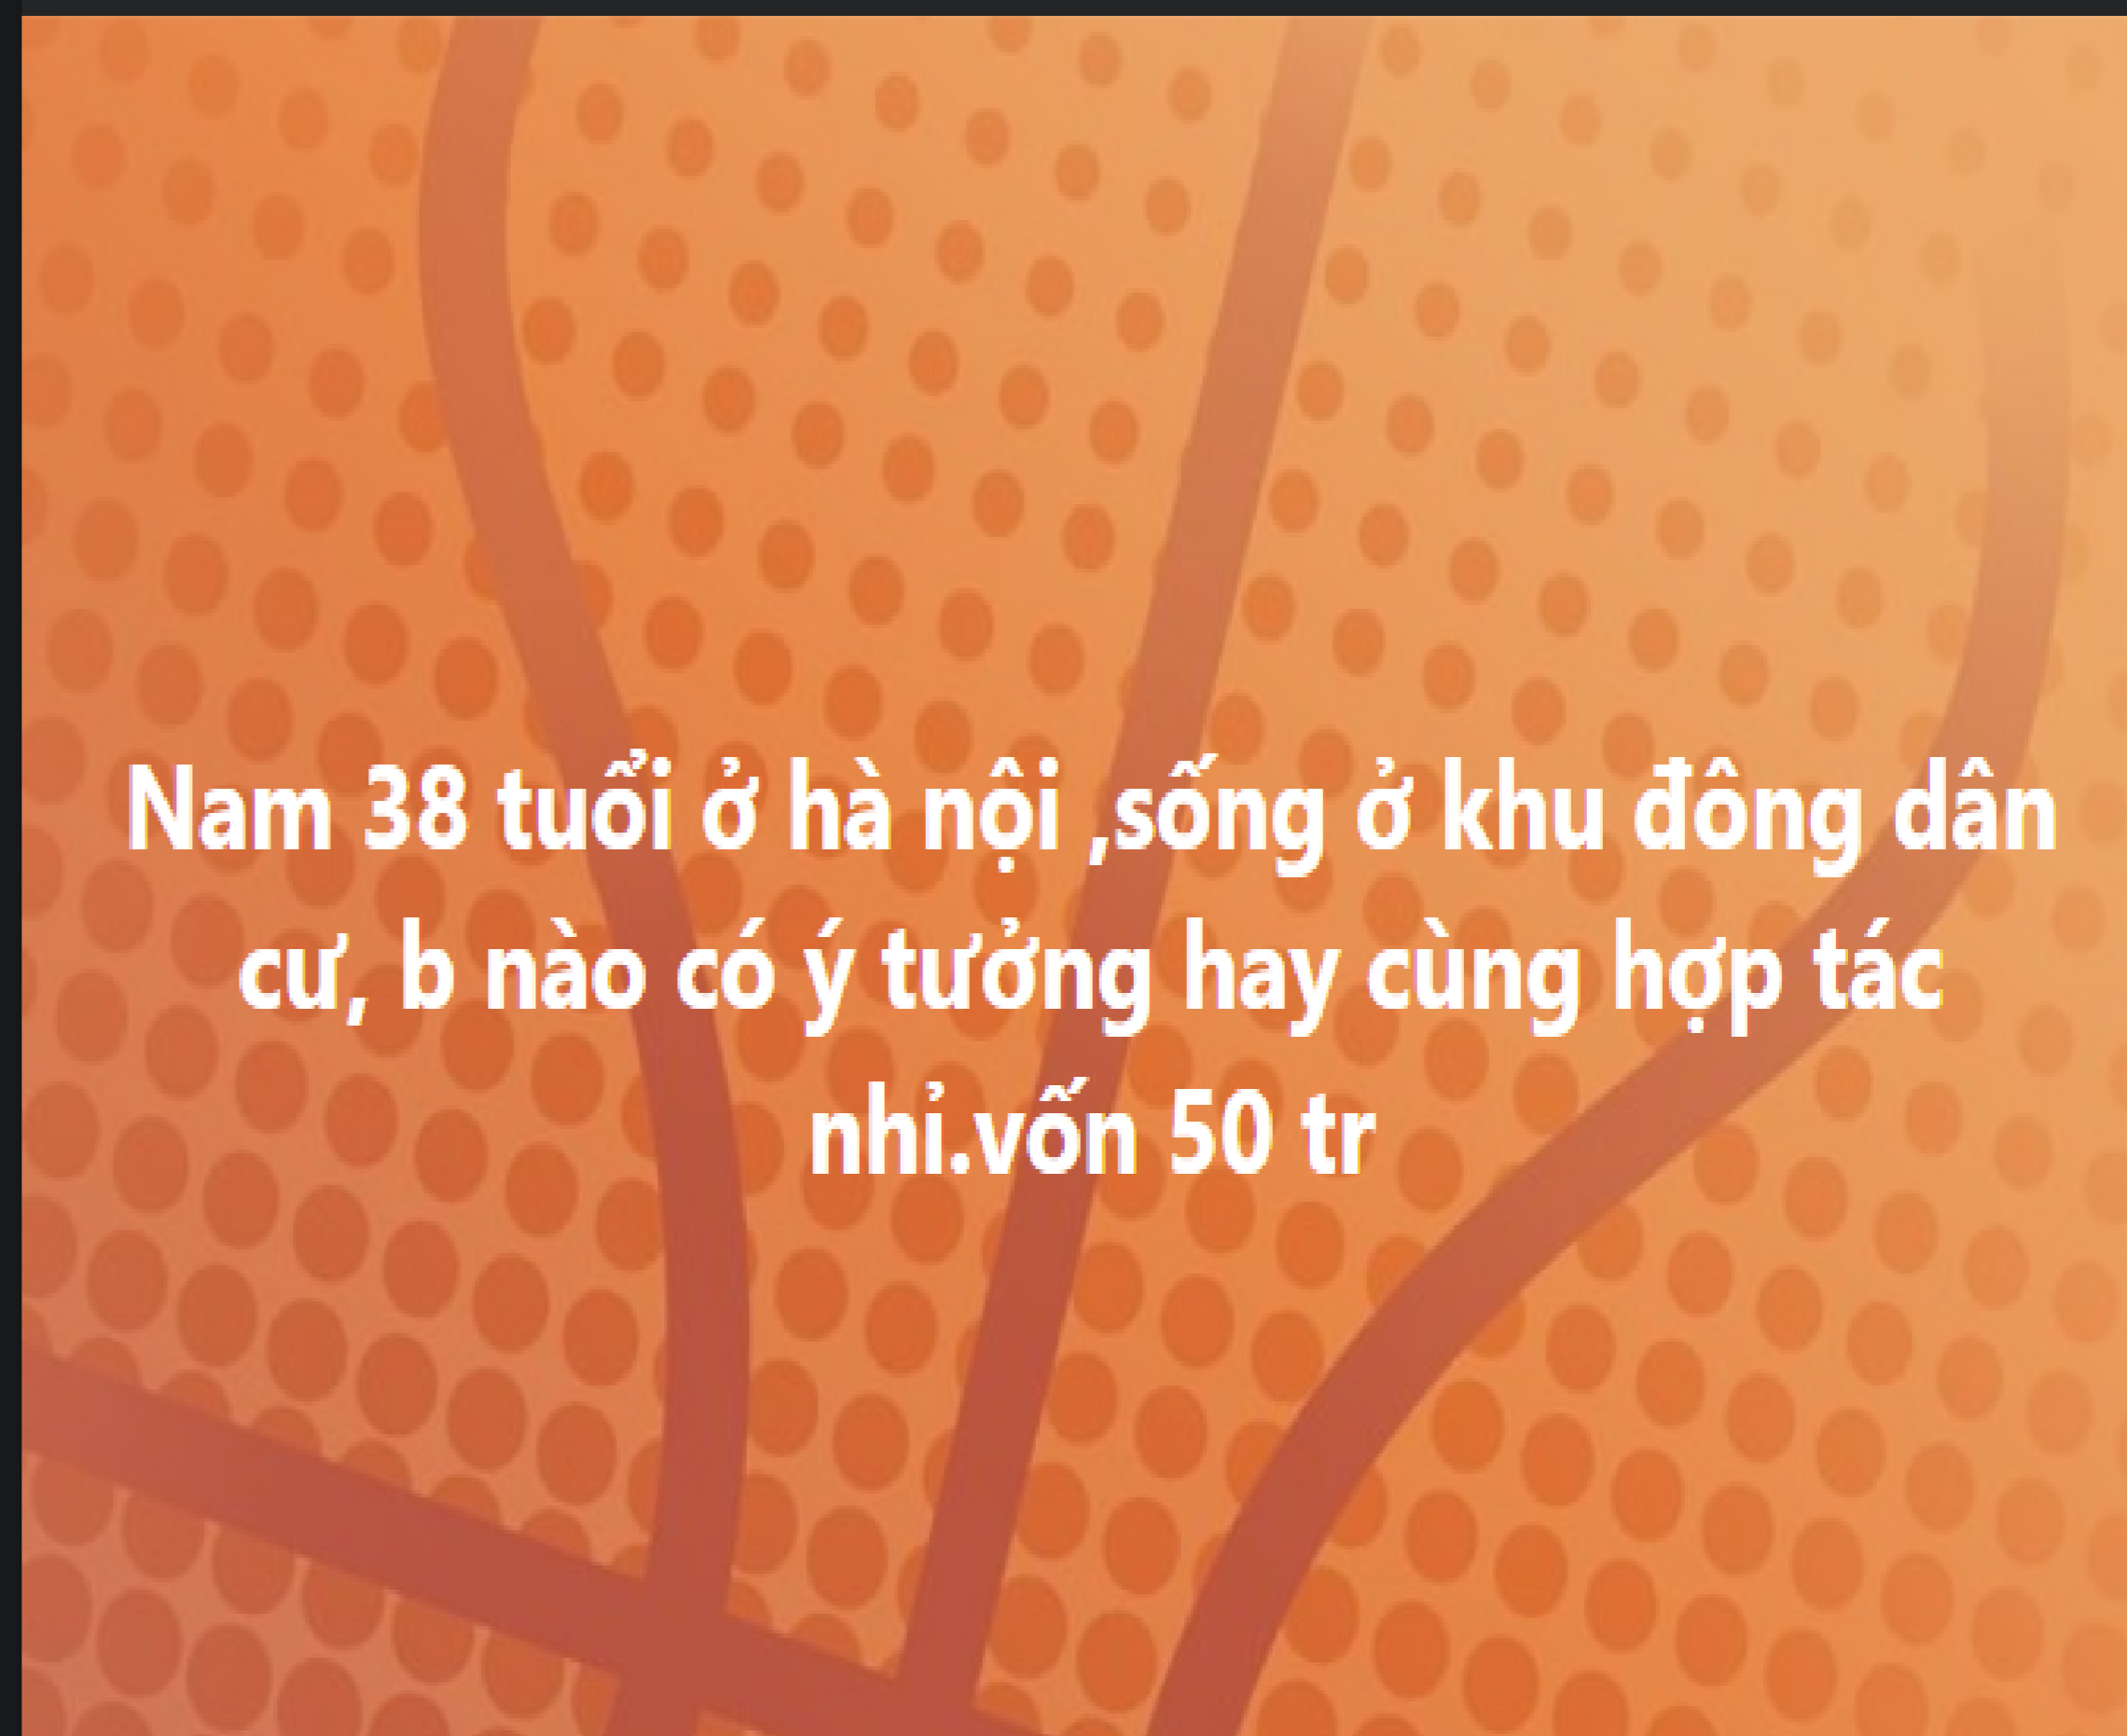 Nam 38 tuổi ở hà nội ,sống ở khu đông dân
cư, b nào có ý tưởng hay cùng hợp tác
nhỉ.vốn 50 tr